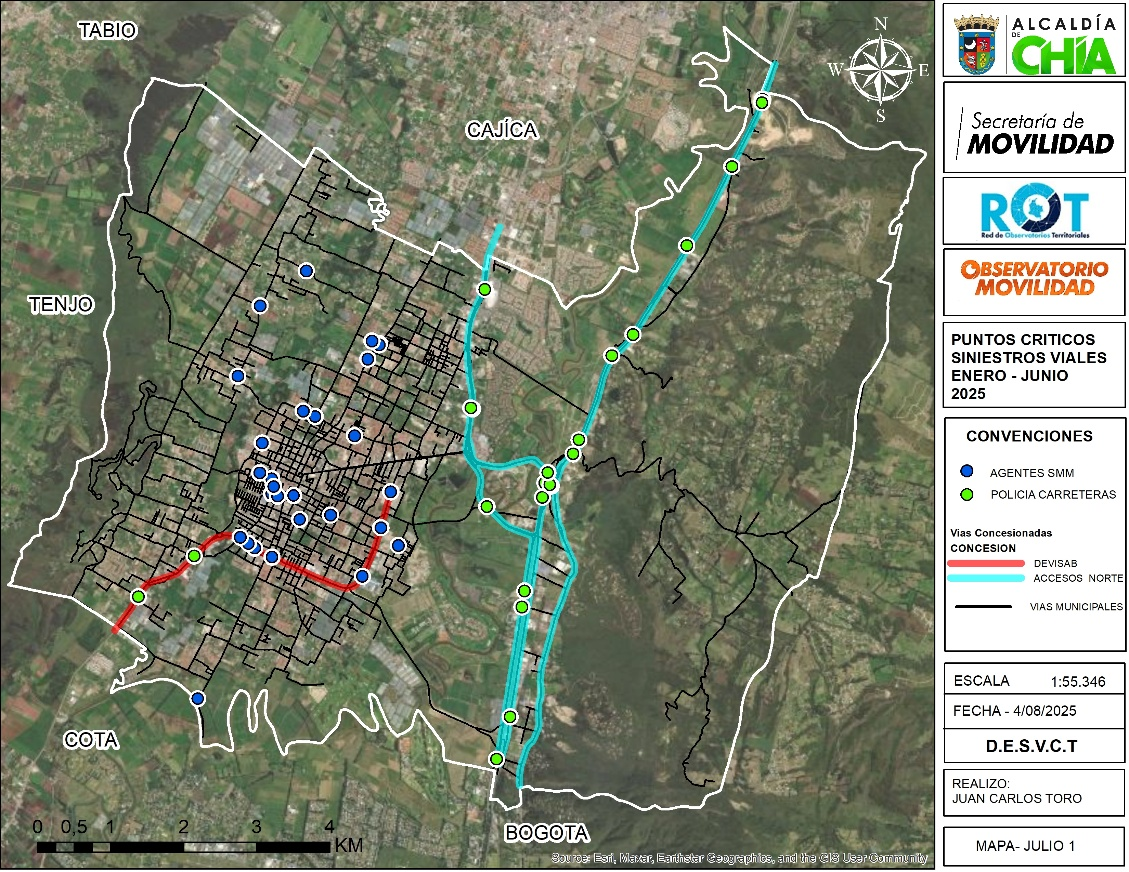 TABIO
CAJÍCA
TENJO
COTA
BOGOTA
N
W
E
S
0 0,5 1 2 3 4
KM
Source: Esri, Maxar, Earthstar Geographics, and the GIS User Community
ALCALDÍA
DE
CHÍA
Secretaría de
MOVILIDAD
ROT
Red de Observatorios Territoriales
OBSERVATORIO
MOVILIDAD
PUNTOS CRITICOS
SINIESTROS VIALES
ENERO - JUNIO
2025
CONVENCIONES
AGENTES SMM
POLICIA CARRETERAS
Vias Concesionadas
CONCESION
DEVISAB
ACCESOS NORTE
VIAS MUNICIPALES
ESCALA 1:55.346
FECHA - 4/08/2025
D.E.S.V.C.T
REALIZO:
JUAN CARLOS TORO
MAPA- JULIO 1